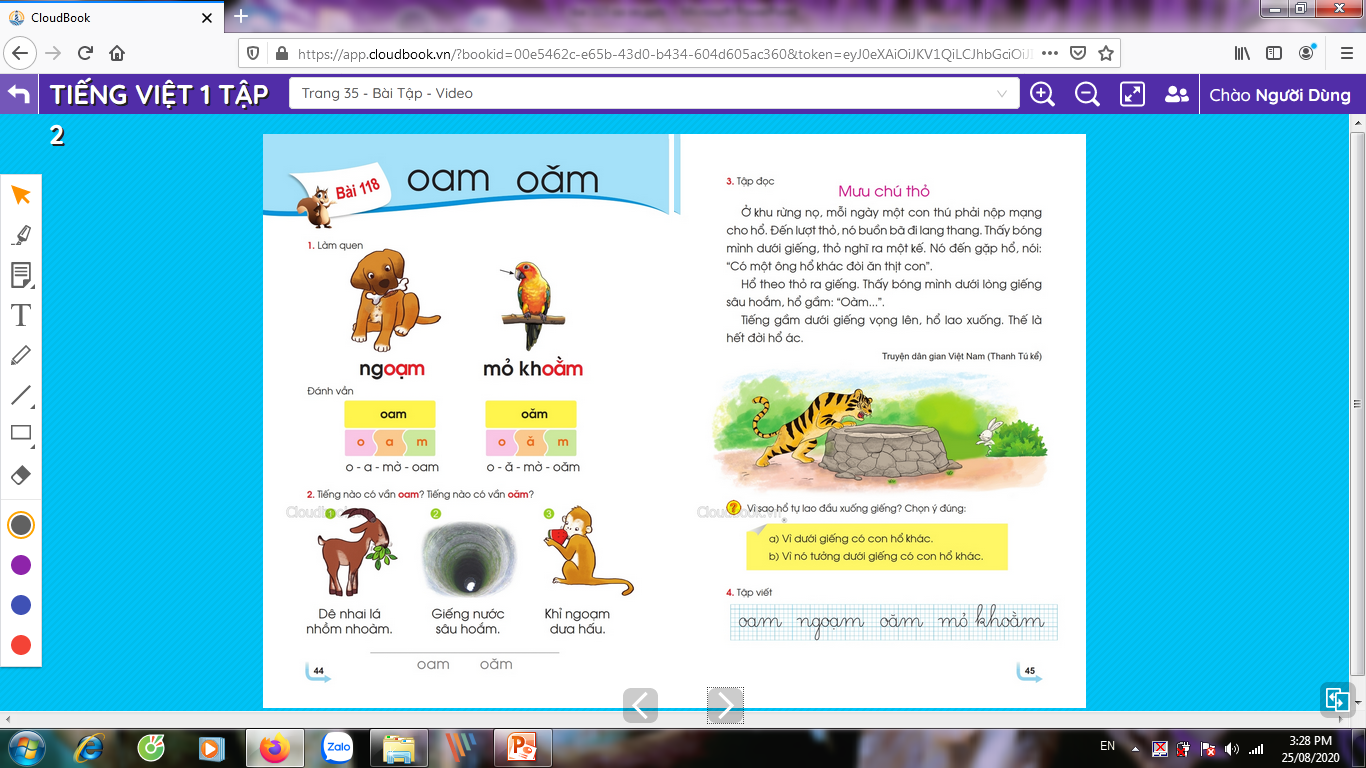 CloudBook
https://app.cloudbook.vn/?bookid=00e5462c-e65b-43d0-b434-604d605ac360&token=eyJ0eXAiOiJKV1QiLCJhbGciOiJ
TIẾNG VIỆT 1 TẬP
2
Trang 35 - Bài Tập - Video
Chào Người Dùng
Bài 118
oam oăm
1. Làm quen
ngoạm
mỏ khoằm
Đánh vần
oam
oăm
o a m
o ă m
o - a - mờ - oam
o - ă - mờ - oăm
2. Tiếng nào có vần oam? Tiếng nào có vần oăm?
Cloudbook.vn
1
2
3
Dê nhai lá
nhồm nhoàm.
Giếng nước
sâu hoắm.
Khỉ ngoạm
dưa hấu.
oam oăm
44
3. Tập đọc
Mưu chú thỏ
Ở khu rừng nọ, mỗi ngày một con thú phải nộp mạng
cho hổ. Đến lượt thỏ, nó buồn bã đi lang thang. Thấy bóng
mình dưới giếng, thỏ nghĩ ra một kế. Nó đến gặp hổ, nói:
“Có một ông hổ khác đòi ăn thịt con”.
Hổ theo thỏ ra giếng. Thấy bóng mình dưới lòng giếng
sâu hoắm, hổ gầm: “Oàm...”.
Tiếng gầm dưới giếng vọng lên, hổ lao xuống. Thế là
hết đời hổ ác.
Truyện dân gian Việt Nam (Thanh Tú kể)
Cloudbook.vn
? Vì sao hổ tự lao đầu xuống giếng? Chọn ý đúng:
a) Vì dưới giếng có con hổ khác.
b) Vì nó tưởng dưới giếng có con hổ khác.
4. Tập viết
oam ngoạm oăm mỏ khoằm
45
Zalo
EN
3:28 PM
25/08/2020